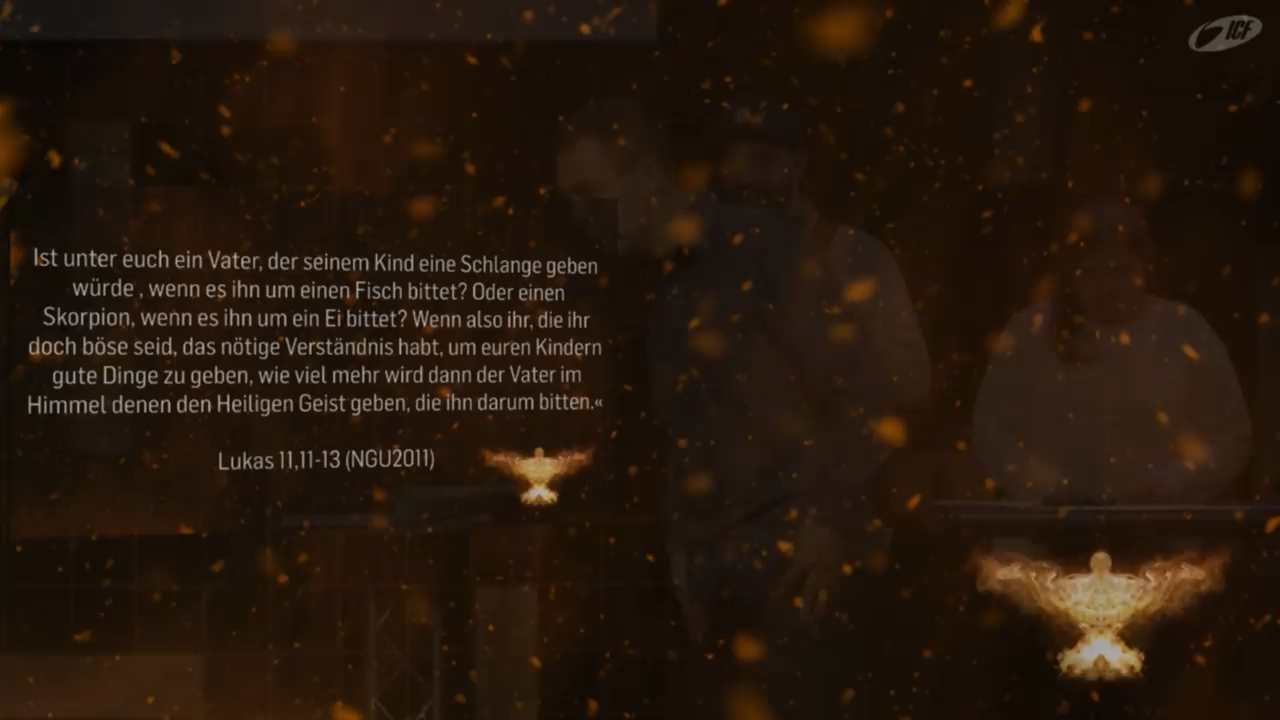 ICF
Ist unter euch ein Vater, der seinem Kind eine Schlange geben
würde , wenn es ihn um einen Fisch bittet? Oder einen
Skorpion, wenn es ihn um ein Ei bittet? Wenn also ihr, die ihr
doch böse seid, das nötige Verständnis habt, um euren Kindern
gute Dinge zu geben, wie viel mehr wird dann der Vater im
Himmel denen den Heiligen Geist geben, die ihn darum bitten.«
Lukas 11,11-13 (NGU2011)